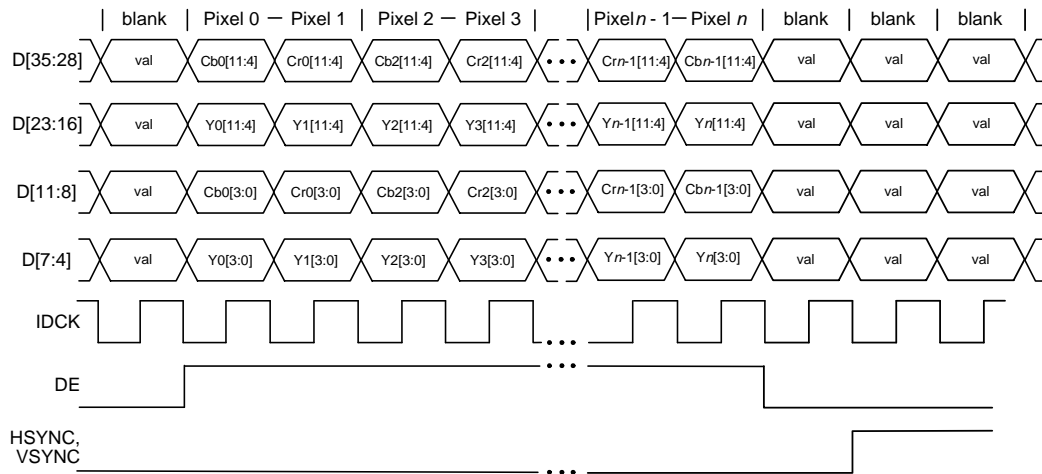 blank Pixel 0 — Pixel 1 Pixel 2 — Pixel 3 Pixeln - 1—Pixel n blank blank blank
D[35:28] val Cb0[11:4] Cr0[11:4] Cb2[11:4] Cr2[11:4] ••• Crn-1[11:4] Cbn-1[11:4] val val val
D[23:16] val Y0[11:4] Y1[11:4] Y2[11:4] Y3[11:4] ••• Yn-1[11:4] Yn[11:4] val val val
D[11:8] val Cb0[3:0] Cr0[3:0] Cb2[3:0] Cr2[3:0] ••• Crn-1[3:0] Cbn-1[3:0] val val val
D[7:4] val Y0[3:0] Y1[3:0] Y2[3:0] Y3[3:0] ••• Yn-1[3:0] Yn[3:0] val val val
IDCK •••
DE •••
HSYNC,
VSYNC •••